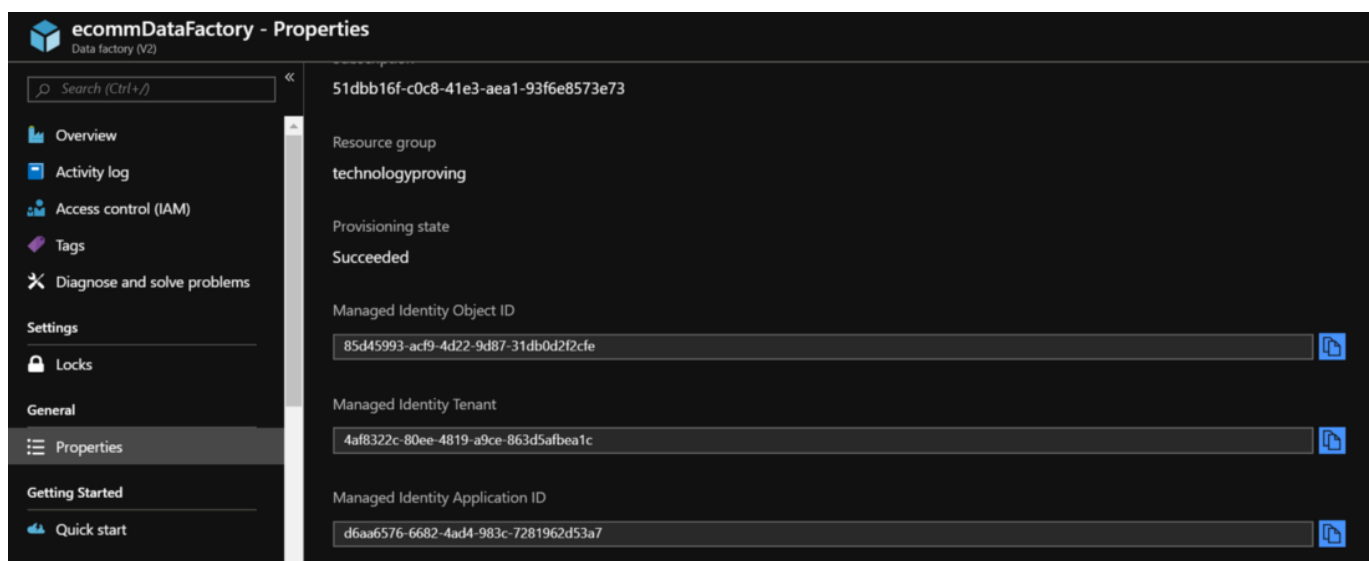 ecommDataFactory - Properties
Data factory (V2)
Search (Ctrl+/)
«
Overview
Activity log
Access control (IAM)
Tags
Diagnose and solve problems
Settings
Locks
General
Properties
Getting Started
Quick start
51dbb16f-c0c8-41e3-aea1-93f6e8573e73
Resource group
technologyproving
Provisioning state
Succeeded
Managed Identity Object ID
85d45993-acf9-4d22-9d87-31db0d2f2cfe
Managed Identity Tenant
4af8322c-80ee-4819-a9ce-863d5afbea1c
Managed Identity Application ID
d6aa6576-6682-4ad4-983c-7281962d53a7